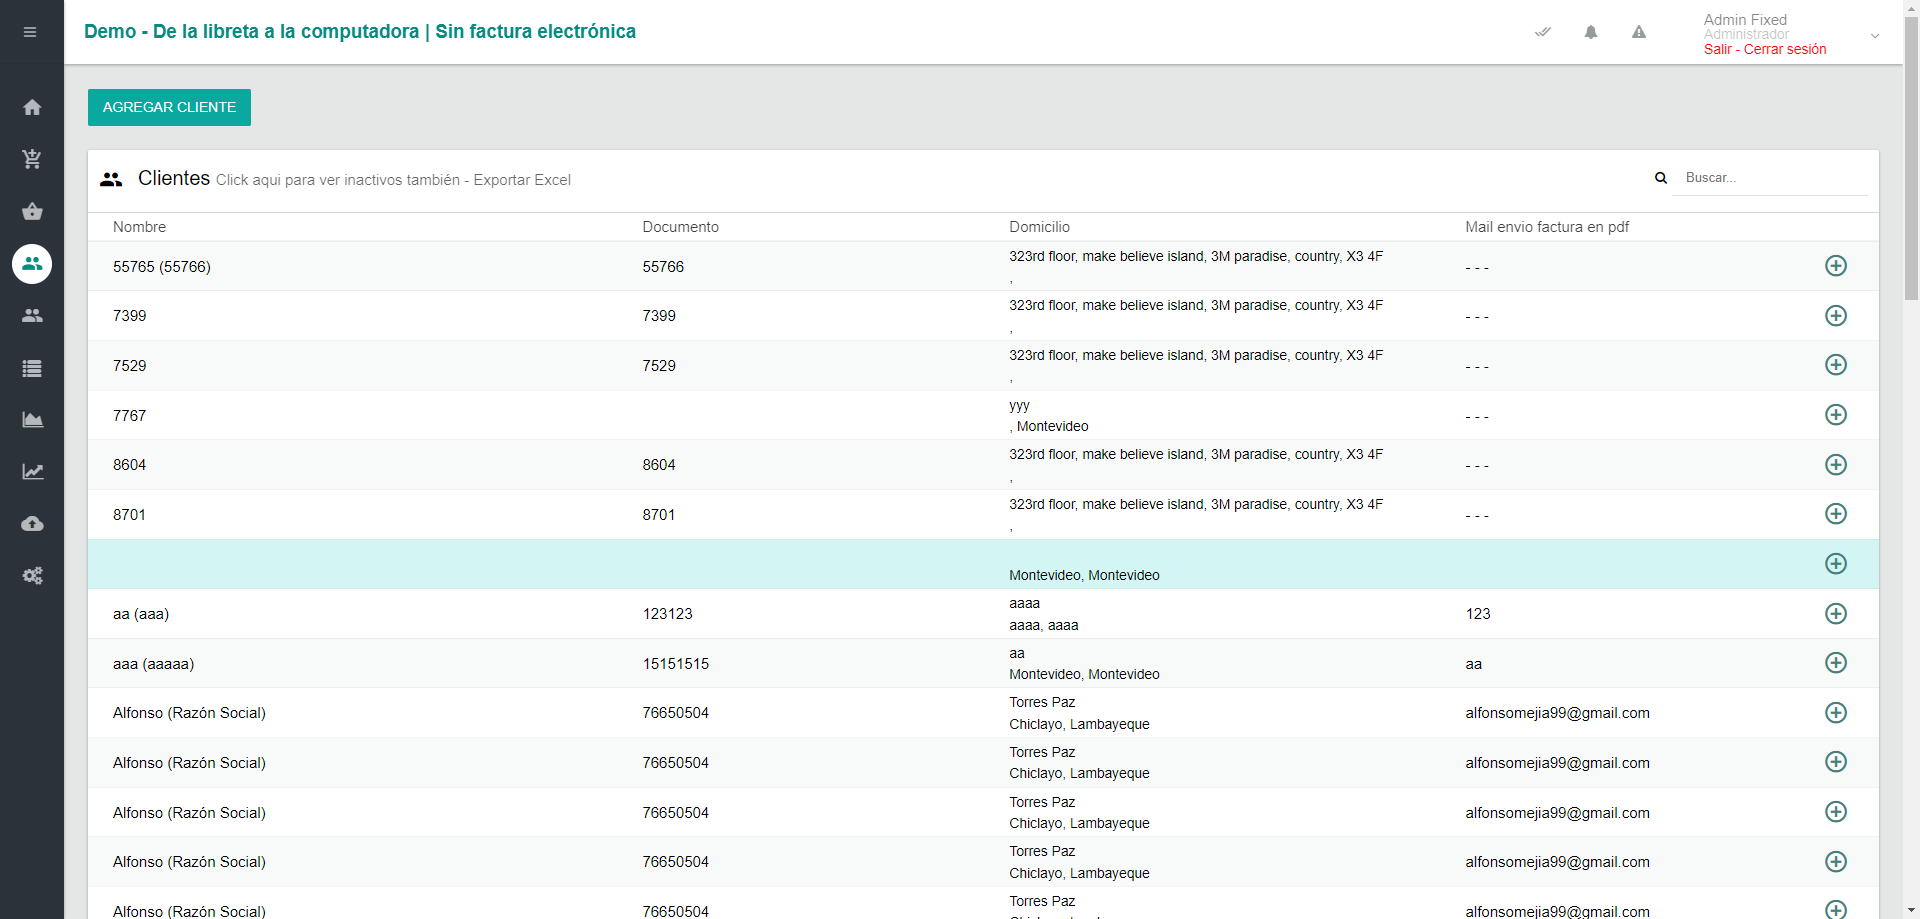 Demo - De la libreta a la computadora | Sin factura electrónica
Admin Fixed
Administrador
Salir - Cerrar sesión
AGREGAR CLIENTE
Clientes Click aqui para ver inactivos también - Exportar Excel
Buscar...
Nombre Documento Domicilio Mail envio factura en pdf
55765 (55766) 55766 323rd floor, make believe island, 3M paradise, country, X3 4F
, - - -
7399 7399 323rd floor, make believe island, 3M paradise, country, X3 4F
, - - -
7529 7529 323rd floor, make believe island, 3M paradise, country, X3 4F
, - - -
7767 yyy
, Montevideo - - -
8604 8604 323rd floor, make believe island, 3M paradise, country, X3 4F
, - - -
8701 8701 323rd floor, make believe island, 3M paradise, country, X3 4F
, - - -
Montevideo, Montevideo
aa (aaa) 123123 aaaa
aaaa, aaaa 123
aaa (aaaaa) 15151515 aa
Montevideo, Montevideo aa
Alfonso (Razón Social) 76650504 Torres Paz
Chiclayo, Lambayeque alfonsomejia99@gmail.com
Alfonso (Razón Social) 76650504 Torres Paz
Chiclayo, Lambayeque alfonsomejia99@gmail.com
Alfonso (Razón Social) 76650504 Torres Paz
Chiclayo, Lambayeque alfonsomejia99@gmail.com
Alfonso (Razón Social) 76650504 Torres Paz
Chiclayo, Lambayeque alfonsomejia99@gmail.com
Alfonso (Razón Social) 76650504 Torres Paz
alfonsomejia99@gmail.com